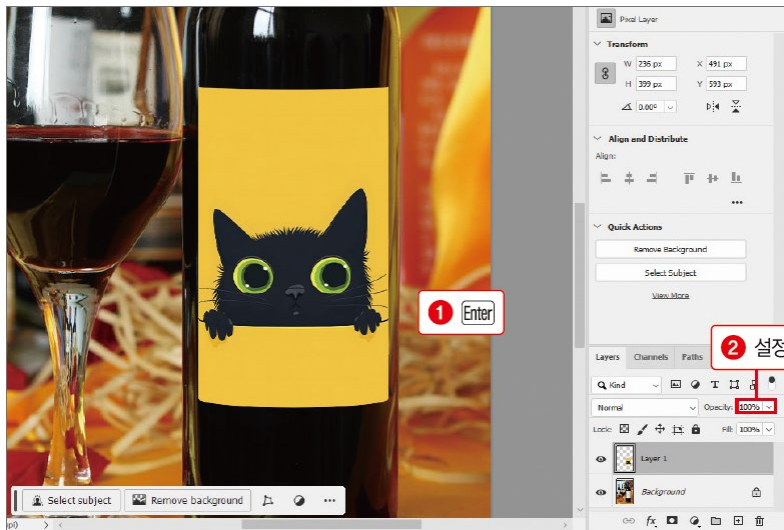 Pixel Layer
Transform
W 236 px X 491 px
H 399 px Y 593 px
0.00°
Align and Distribute
Align:
Quick Actions
Remove Background
Select Subject
View More
1 Enter
2 설정
Layers Channels Paths
Kind
Normal Opacity: 100%
Lock: Fill: 100%
Layer 1
Background
Select subject Remove background
fx